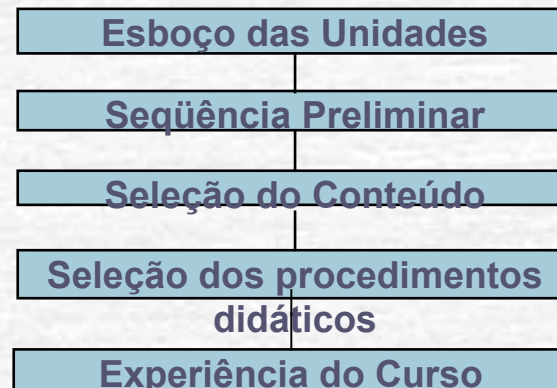 Esboço das Unidades
Seqüência Preliminar
Seleção do Conteúdo
Seleção dos procedimentos
didáticos
Experiência do Curso